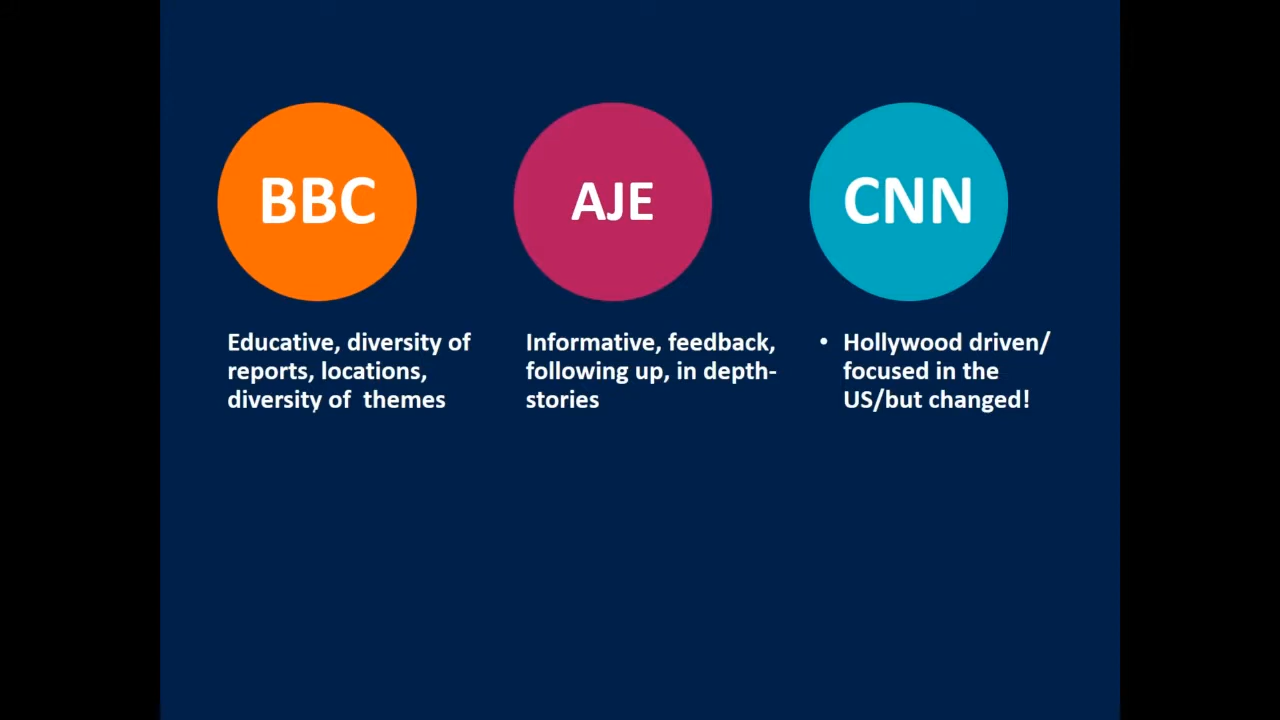 BBC
AJE
CNN
Educative, diversity of
reports, locations,
diversity of  themes
Informative, feedback,
following up, in depth-
stories
• Hollywood driven/
focused in the
US/but changed!